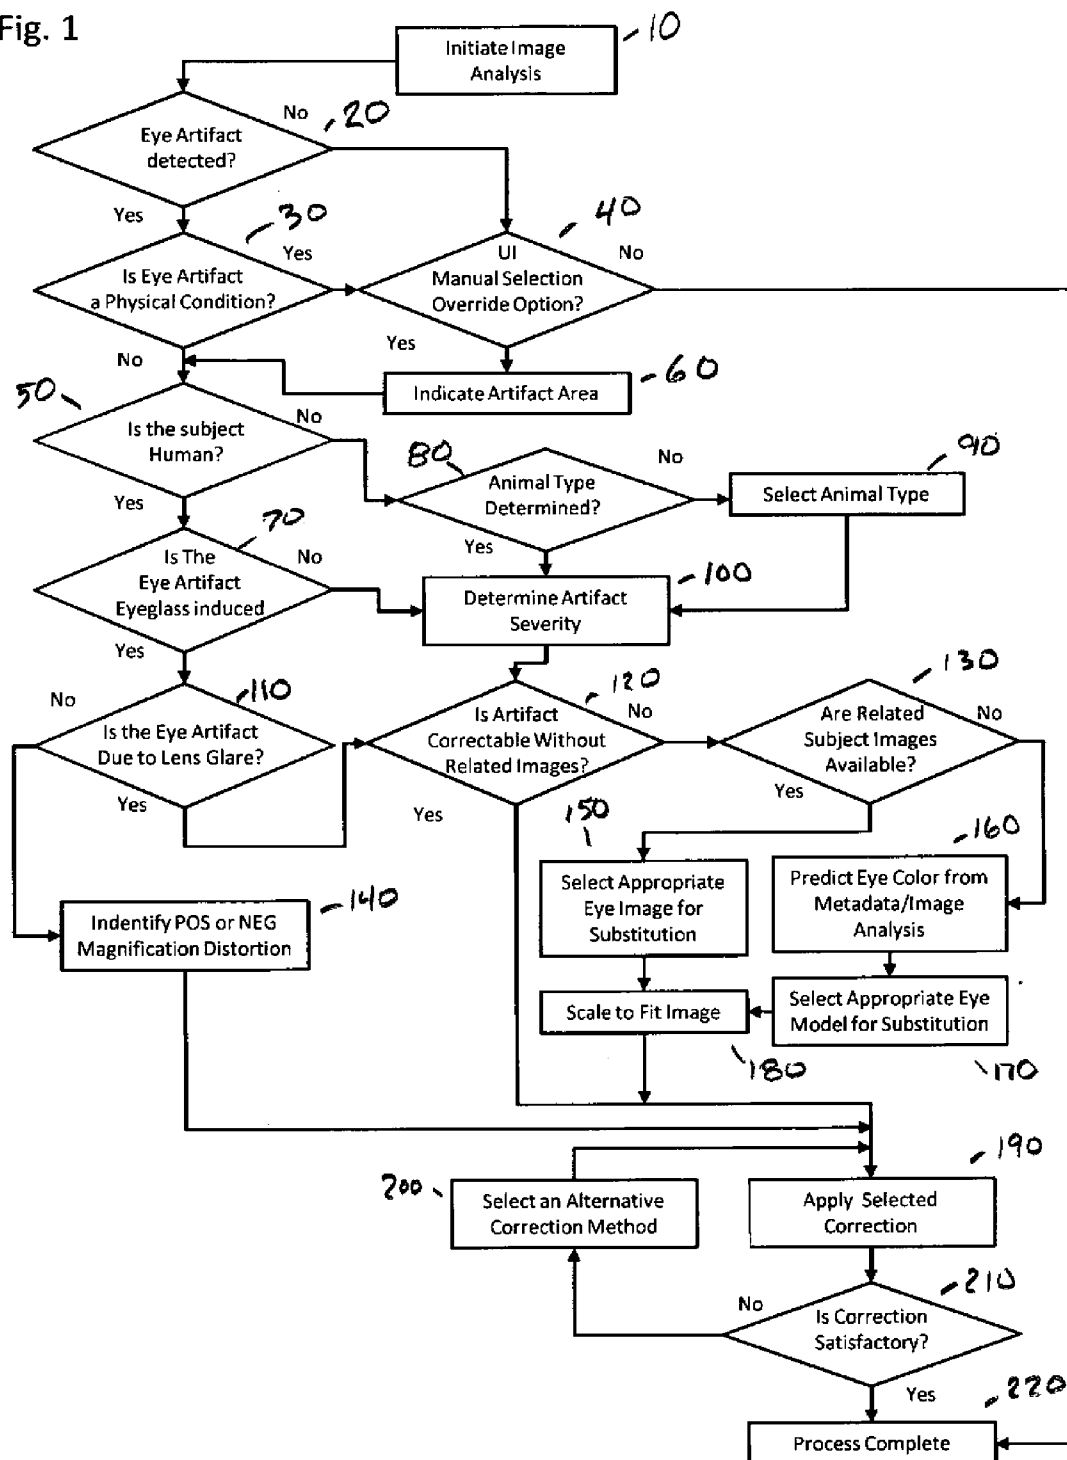 Fig. 1
Initiate Image
Analysis
10
No
20
Eye Artifact
detected?
Yes
30
Yes
40
UI
Manual Selection
Override Option?
No
Is Eye Artifact
a Physical Condition?
Yes
No
Indicate Artifact Area
60
50
Is the subject
Human?
No
80
Animal Type
Determined?
No
90
Select Animal Type
Yes
70
Yes
Is The
Eye Artifact
Eyeglass induced
No
Determine Artifact
Severity
100
Yes
No
110
Is the Eye Artifact
Due to Lens Glare?
Yes
120
Is Artifact
Correctable Without
Related Images?
No
Yes
130
Are Related
Subject Images
Available?
No
Yes
150
Select Appropriate
Eye Image for
Substitution
160
Predict Eye Color from
Metadata/Image
Analysis
Indentify POS or NEG
Magnification Distortion
140
Scale to Fit Image
180
Select Appropriate Eye
Model for Substitution
170
200
Select an Alternative
Correction Method
190
Apply Selected
Correction
No
210
Is Correction
Satisfactory?
Yes
220
Process Complete